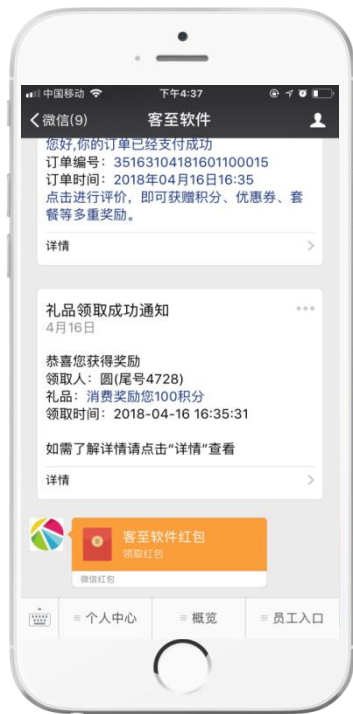 中国移动 下午4:37
微信(9) 客至软件
您好,你的订单已经支付成功
订单编号：3516310418160110​0015
订单时间：2018年04月16日16:35
点击进行评价，即可获赠积分、优惠券、套
餐等多重奖励。
详情
礼品领取成功通知
4月16日
恭喜您获得奖励
领取人：圆(尾号4728)
礼品：消费奖励您100积分
领取时间：2018-04-16 16:35:31
如需了解详情请点击“详情”查看
详情
客至软件红包
领取红包
微信红包
个人中心 概览 员工入口